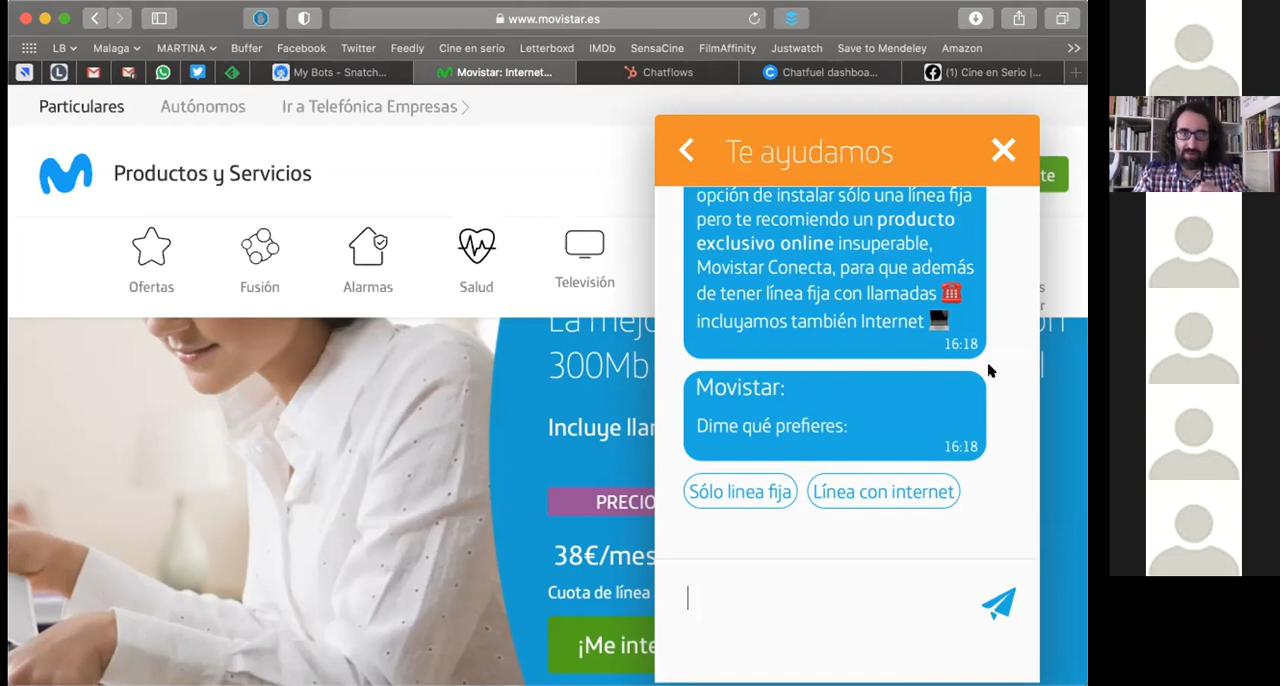 www.movistar.es
LB
Malaga
MARTINA
Buffer
Facebook
Twitter
Feedly
Cine en serio
Letterboxd
IMDb
SensaCine
FilmAffinity
Justwatch
Save to Mendeley
Amazon
My Bots - Snatch...
Movistar: Internet...
Chatflows
Chatfuel dashboa...
(1) Cine en Serio |...
Particulares
Autónomos
Ir a Telefónica Empresas
Productos y Servicios
Ofertas
Fusión
Alarmas
Salud
Televisión
La mejo
300Mb
Incluye lla
PRECIO
38€/mes
Cuota de línea
¡Me inte
Te ayudamos
te
opción de instalar sólo una línea fija
pero te recomiendo un producto
exclusivo online insuperable,
Movistar Conecta, para que además
de tener línea fija con llamadas
incluyamos también Internet
16:18
Movistar:
Dime qué prefieres:
16:18
Sólo linea fija
Línea con internet